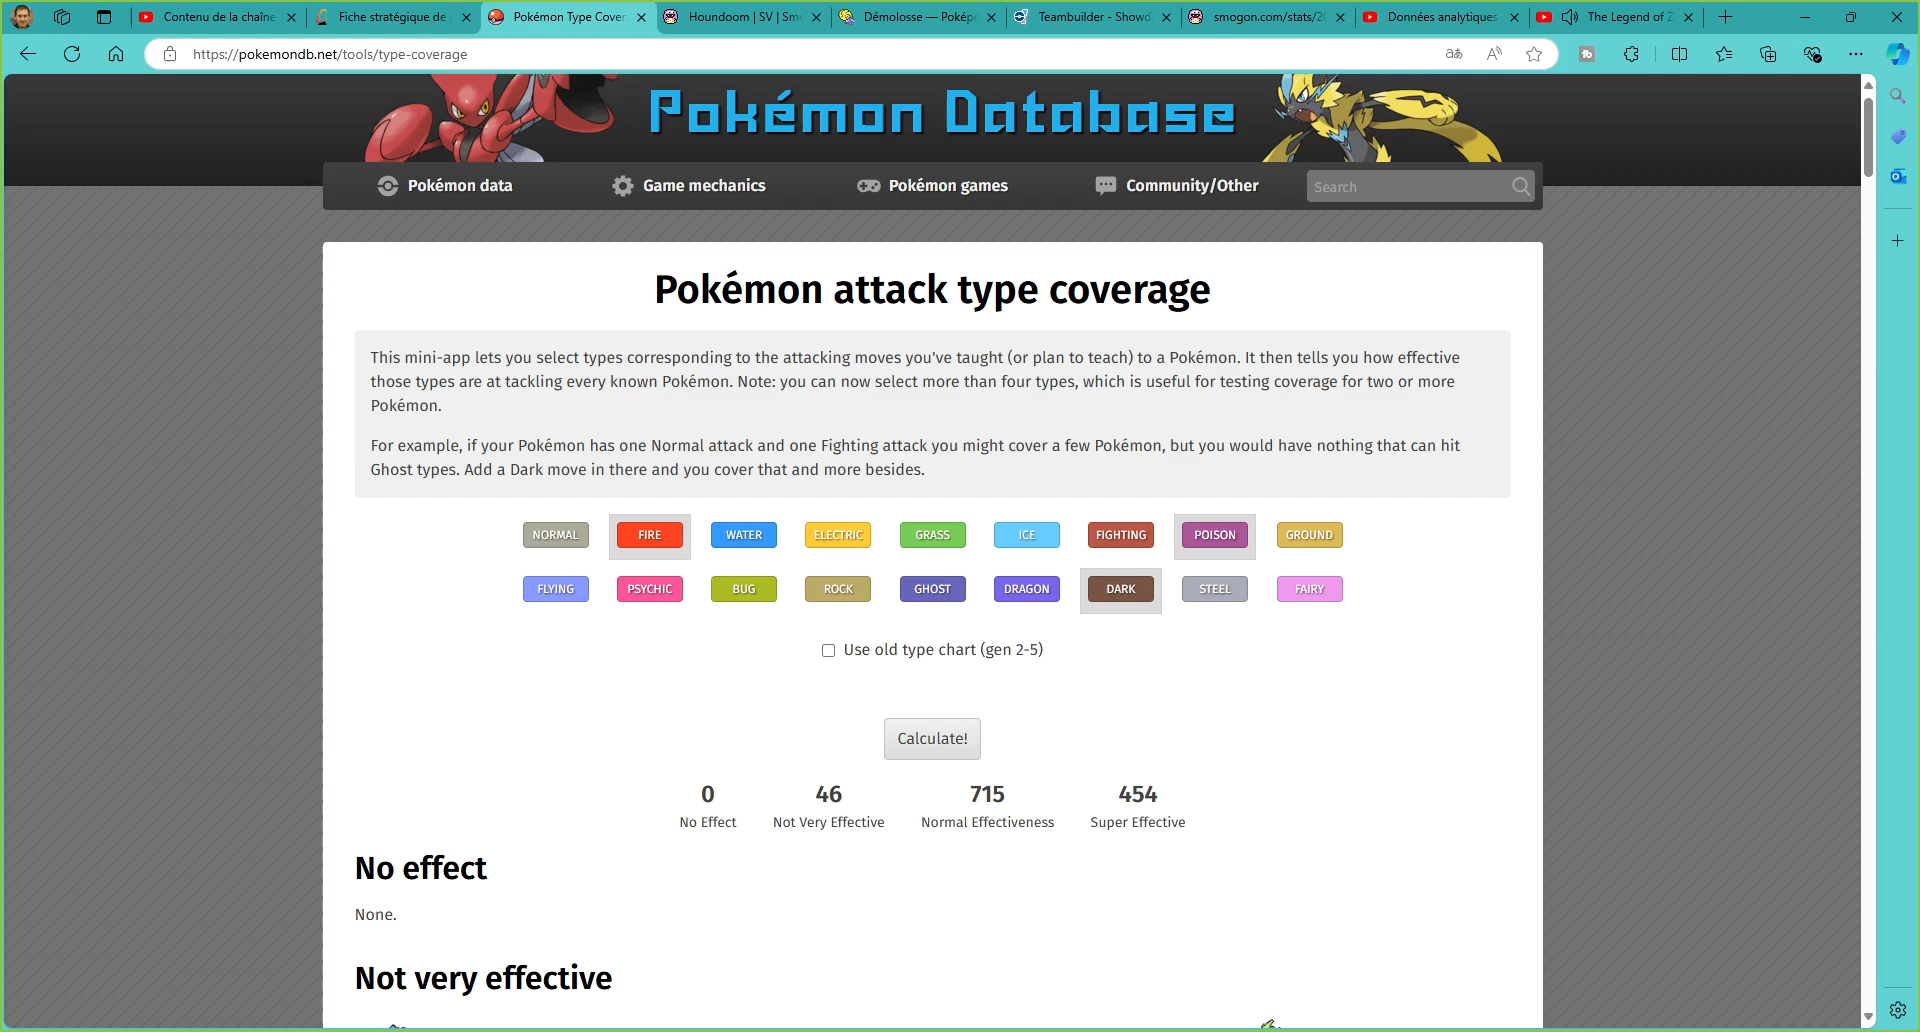 Contenu de la chaîne
Fiche stratégique de
Pokémon Type Cover
Houndoom | SV | Smo
Démolosse — Poképé
Teambuilder - Showd
smogon.com/stats/20
Données analytiques
The Legend of Z
https://pokemondb.net/tools/type-coverage
Pokémon Database
Pokémon data
Game mechanics
Pokémon games
Community/Other
Search
Pokémon attack type coverage
This mini-app lets you select types corresponding to the attacking moves you've taught (or plan to teach) to a Pokémon. It then tells you how effective
those types are at tackling every known Pokémon. Note: you can now select more than four types, which is useful for testing coverage for two or more
Pokémon.
For example, if your Pokémon has one Normal attack and one Fighting attack you might cover a few Pokémon, but you would have nothing that can hit
Ghost types. Add a Dark move in there and you cover that and more besides.
NORMAL FIRE WATER ELECTRIC GRASS ICE FIGHTING POISON GROUND
FLYING PSYCHIC BUG ROCK GHOST DRAGON DARK STEEL FAIRY
Use old type chart (gen 2-5)
Calculate!
0 46 715 454
No Effect Not Very Effective Normal Effectiveness Super Effective
No effect
None.
Not very effective